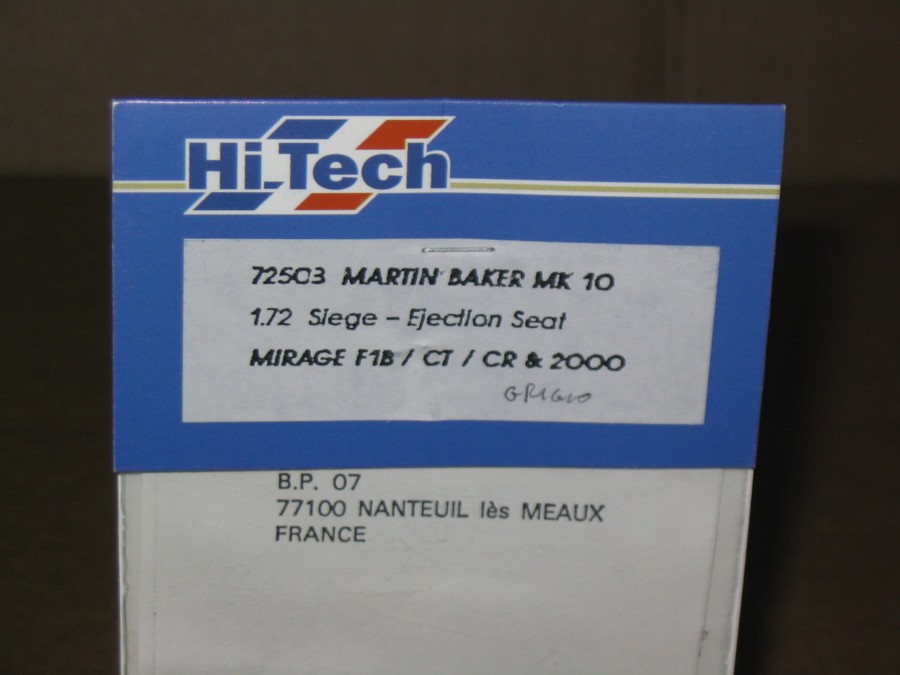 Hi.Tech
72503 MARTIN BAKER MK 10
1.72 Siege – Ejection Seat
MIRAGE F1B / CT / CR & 2000
GRIGIO
B.P. 07
77100 NANTEUIL lès MEAUX
FRANCE